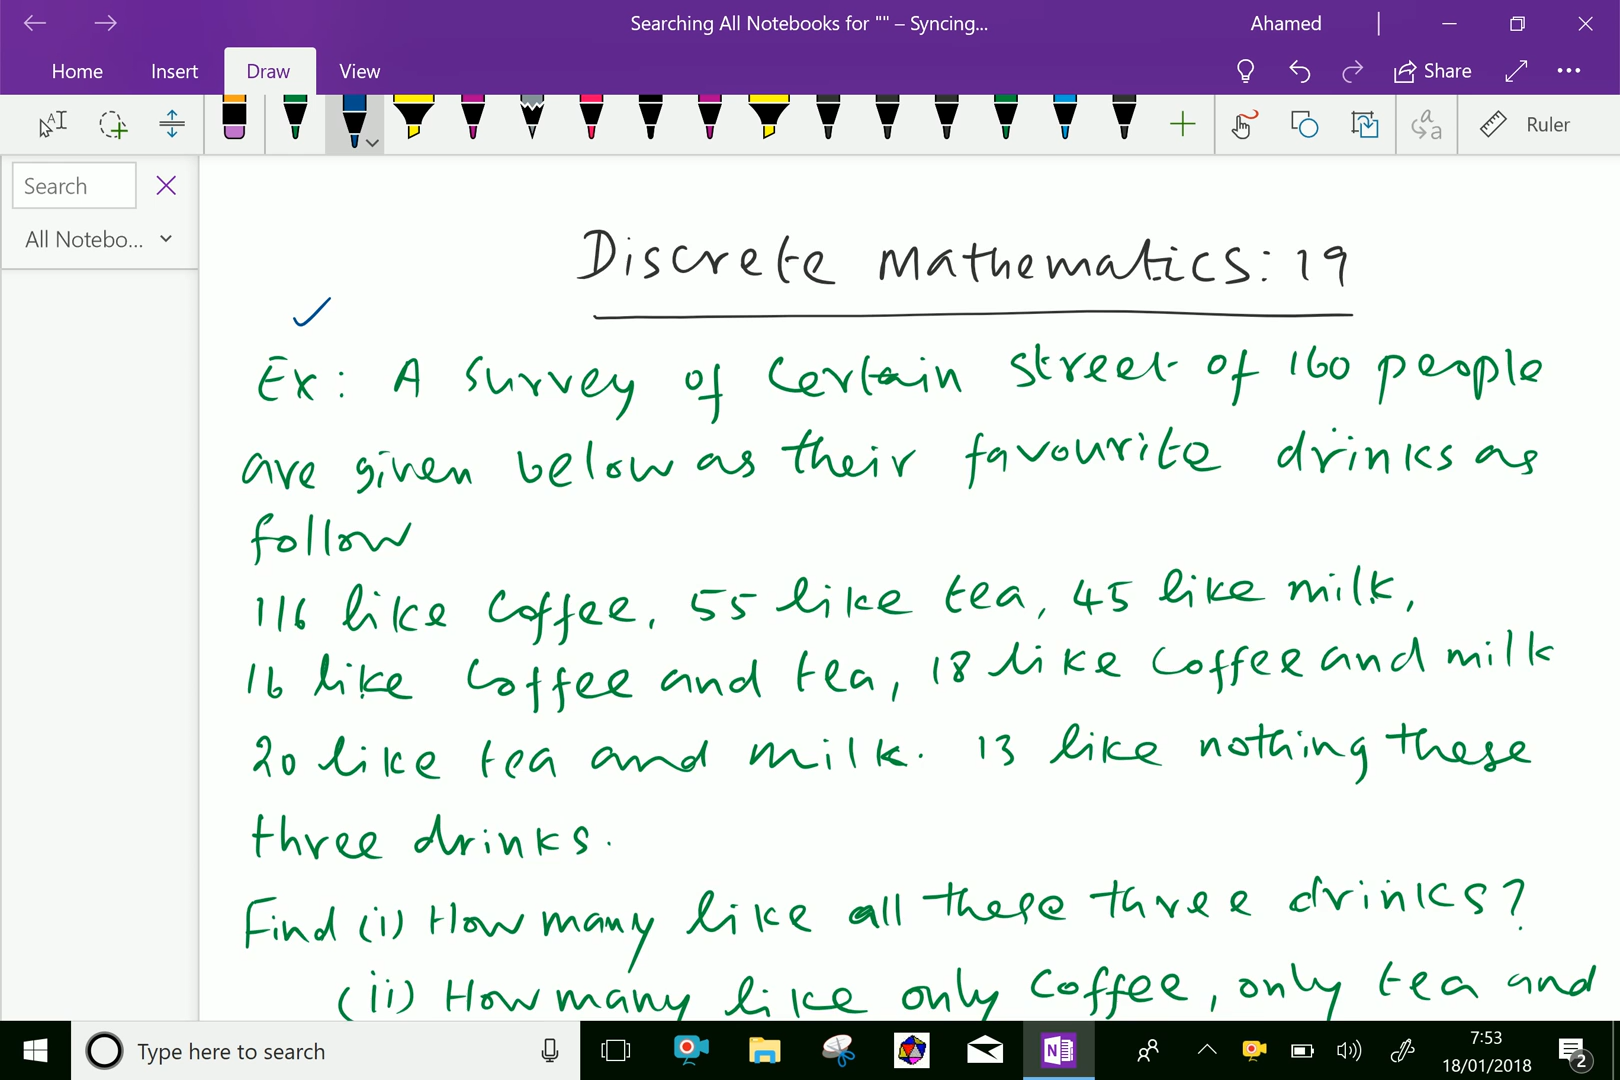 Searching All Notebooks for "" – Syncing...
Ahamed
Home Insert Draw View
Share
Ruler
Search
All Notebo...
Discrete Mathematics: 19
Ex: A Survey of Certain street of 160 people
are given below as their favourite drinks as
follow
116 like Coffee, 55 like tea, 45 like milk,
16 like Coffee and tea, 18 like Coffee and milk
20 like tea and milk. 13 like nothing these
three drinks.
Find (i) How many like all these three drinks?
(ii) How many like only Coffee, only tea and
Type here to search
7:53
18/01/2018
2